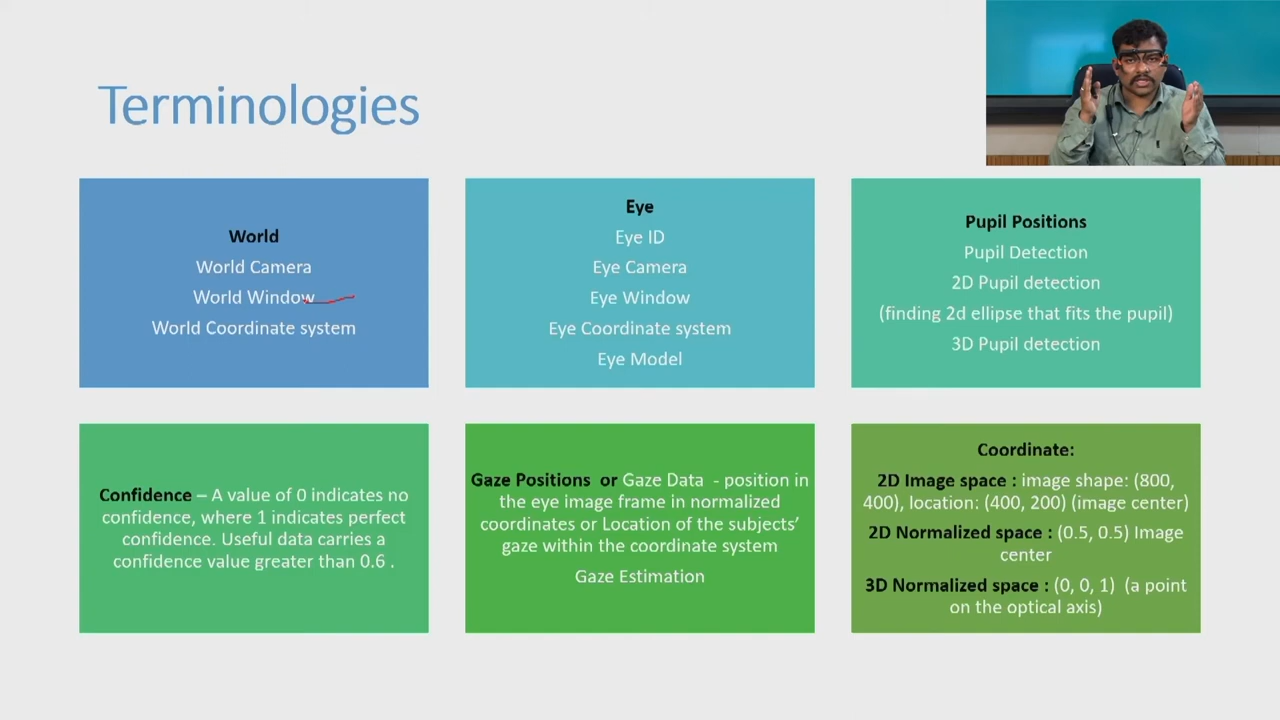 Terminologies
World
World Camera
World Window
World Coordinate system
Eye
Eye ID
Eye Camera
Eye Window
Eye Coordinate system
Eye Model
Pupil Positions
Pupil Detection
2D Pupil detection
(finding 2d ellipse that fits the pupil)
3D Pupil detection
Confidence – A value of 0 indicates no
confidence, where 1 indicates perfect
confidence. Useful data carries a
confidence value greater than 0.6 .
Gaze Positions or Gaze Data - position in
the eye image frame in normalized
coordinates or Location of the subjects’
gaze within the coordinate system
Gaze Estimation
Coordinate:
2D Image space : image shape: (800,
400), location: (400, 200) (image center)
2D Normalized space : (0.5, 0.5) Image
center
3D Normalized space : (0, 0, 1) (a point
on the optical axis)